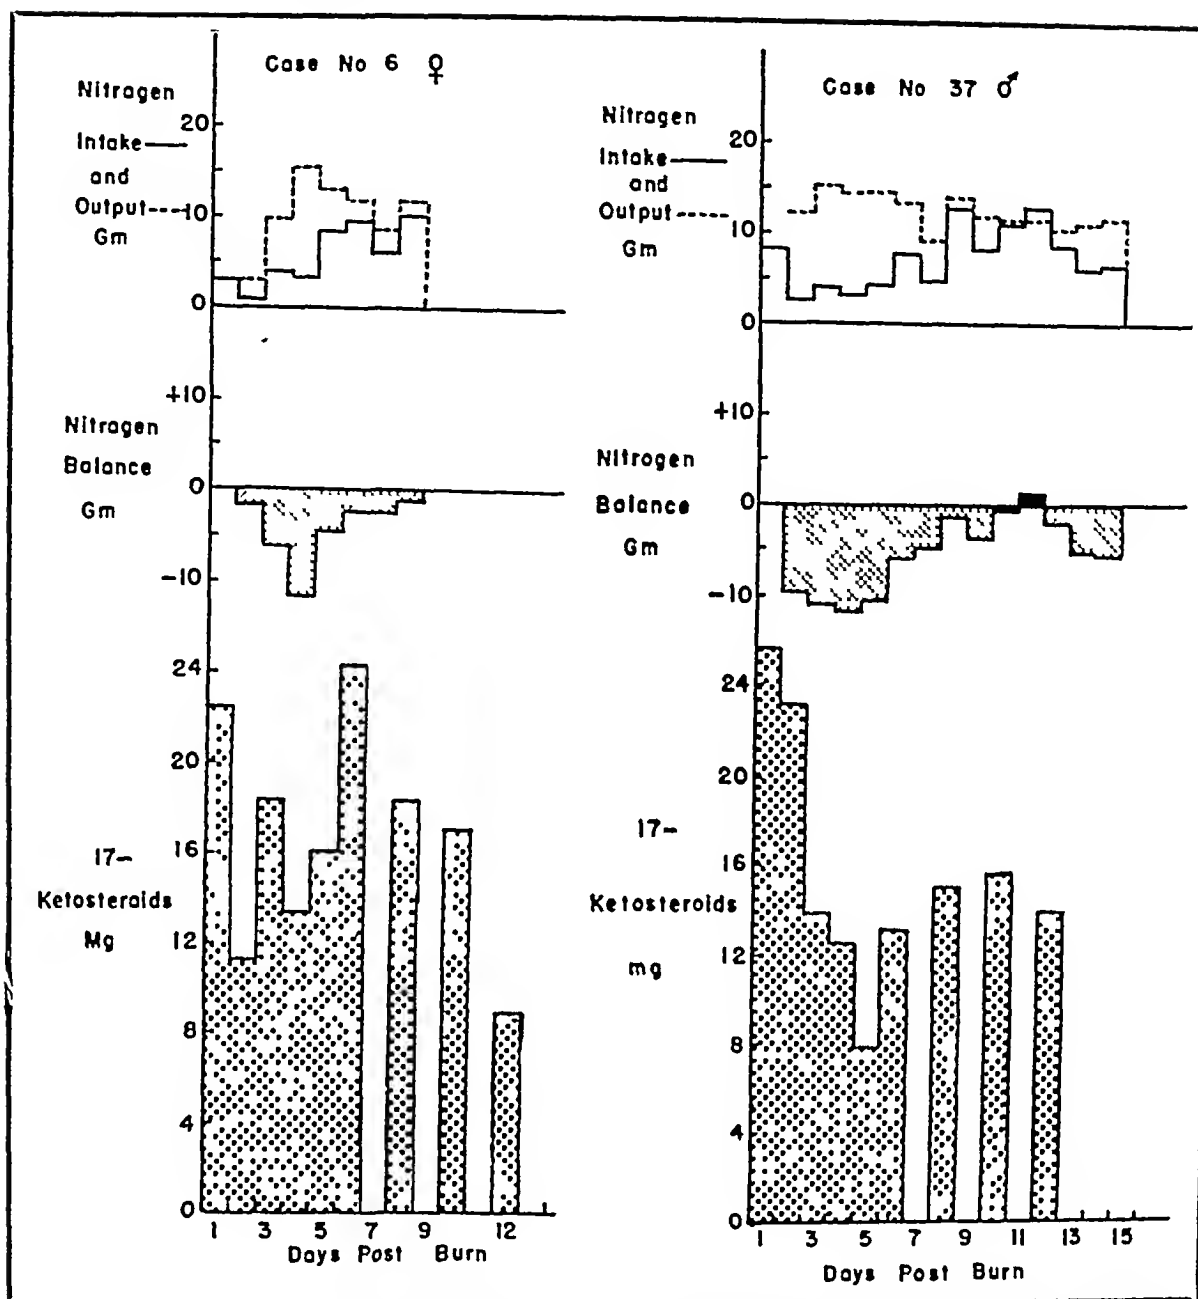 Case No 6 ♀
Nitrogen
Intake
and
Output
Gm
20
10
0
Nitrogen
Balance
Gm
+10
0
-10
17-
Ketosteroids
Mg
24
20
16
12
8
4
0
1 3 5 7 9 12
Days Post Burn
Case No 37 ♂
Nitrogen
Intake
and
Output
Gm
20
10
0
Nitrogen
Balance
Gm
+10
0
-10
17-
Ketosteroids
mg
24
20
16
12
8
4
0
1 3 5 7 9 11 13 15
Days Post Burn